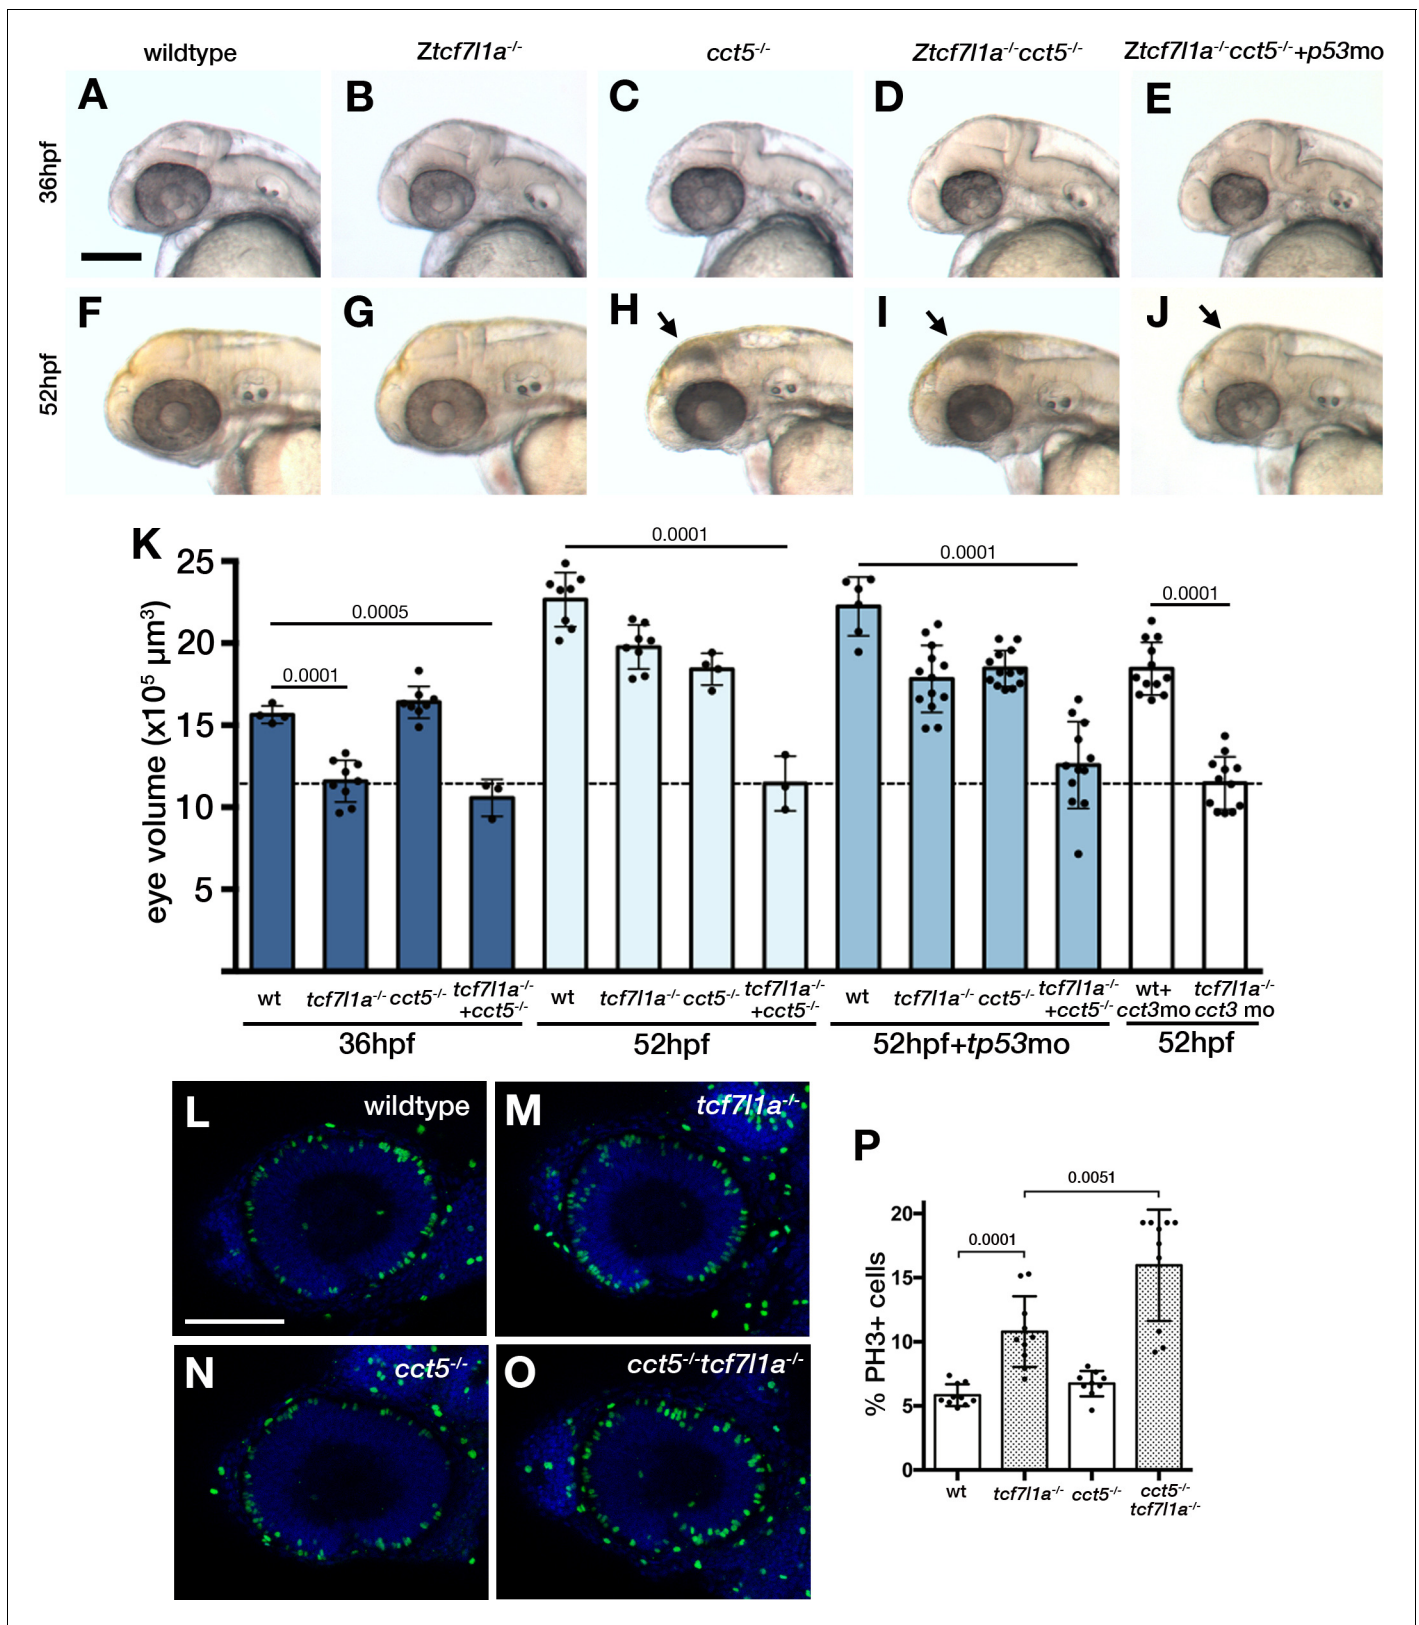 wildtype Ztcf7l1a-/- cct5-/- Ztcf7l1a-/-cct5-/- Ztcf7l1a-/-cct5-/-+p53mo
A B C D E
36hpf
F G H I J
52hpf
K
eye volume (x10⁵ µm³)
25
20
15
10
5
0.0001
0.0005
0.0001
0.0001
0.0001
wt tcf7l1a-/- cct5-/- tcf7l1a-/-
+cct5-/-
36hpf
wt tcf7l1a-/- cct5-/- tcf7l1a-/-
+cct5-/-
52hpf
wt tcf7l1a-/- cct5-/- tcf7l1a-/-
+cct5-/-
52hpf+tp53mo
wt+ tcf7l1a-/-
cct3mo cct3 mo
52hpf
L wildtype
M tcf7l1a-/-
N cct5-/-
O cct5-/-tcf7l1a-/-
P
% PH3+ cells
20
15
10
5
0
0.0001
0.0051
wt tcf7l1a-/- cct5-/- cct5-/-
tcf7l1a-/-